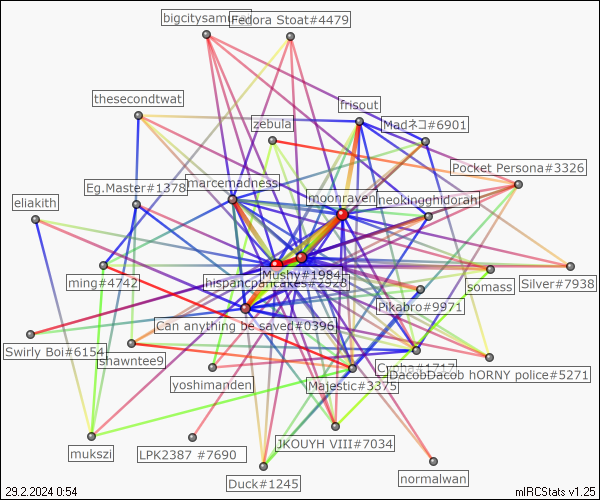 bigcitysam
Fedora Stoat#4479
thesecondtwat
frisout
zebula
Madネコ#6901
Pocket Persona#3326
Eg.Master#1378
marcemadness
moonraven
neokingghidorah
eliakith
ming#4742
Mushy#1984
hispancpancakes#2928
somass
Silver#7938
Pikabro#9971
Can anything be saved#0396
Swirly Boi#6154
shawntee9
yoshimanden
Majestic#3375
DacobDacob hORNY police#5271
mukszi
LPK2387 #7690
JKOUYH VIII#7034
normalwan
Duck#1245
29.2.2024 0:54
mIRCStats v1.25